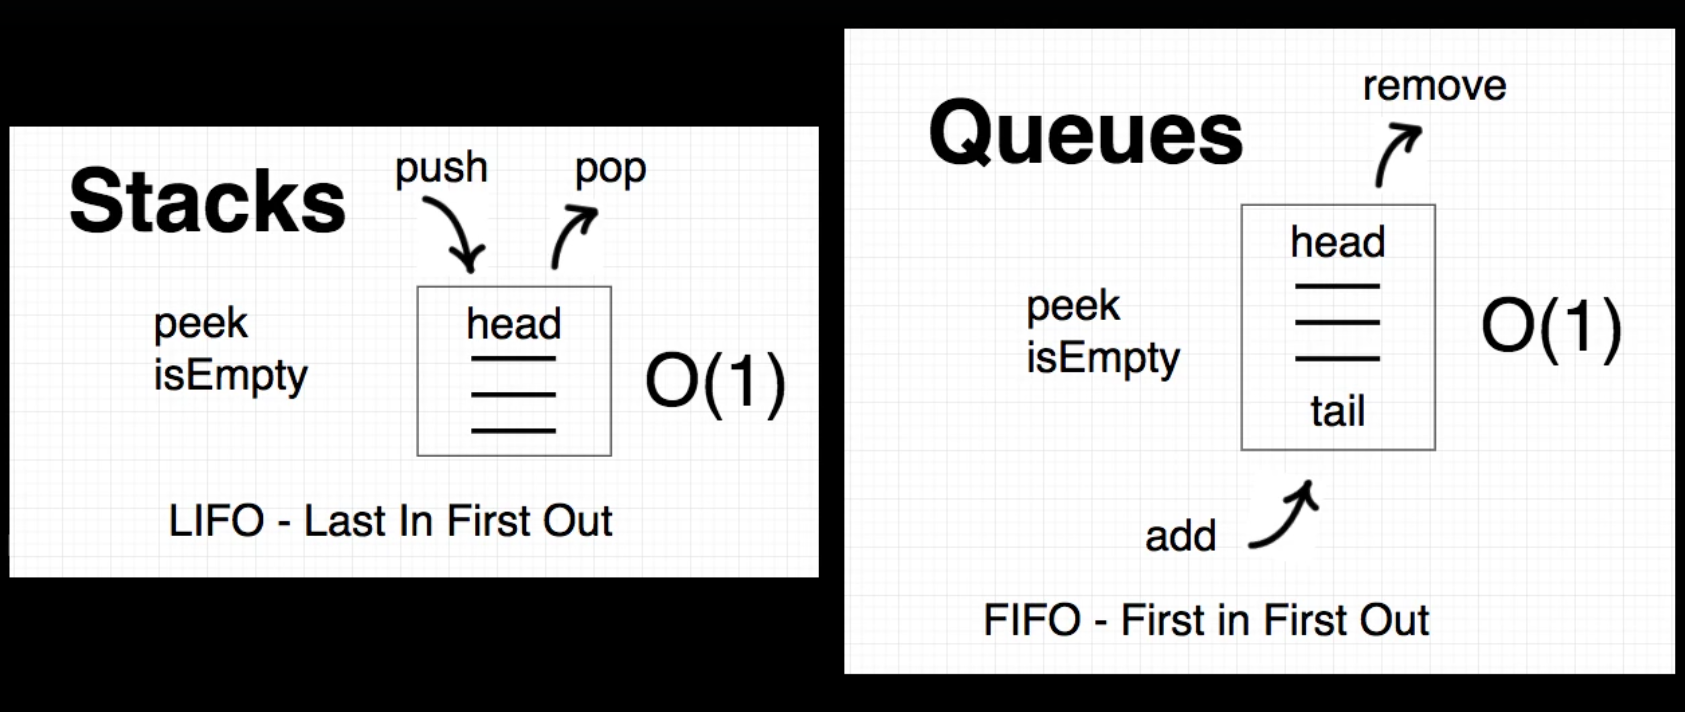 Stacks
push
pop
peek
isEmpty
head
O(1)
LIFO - Last In First Out
Queues
remove
peek
isEmpty
head
tail
O(1)
add
FIFO - First in First Out